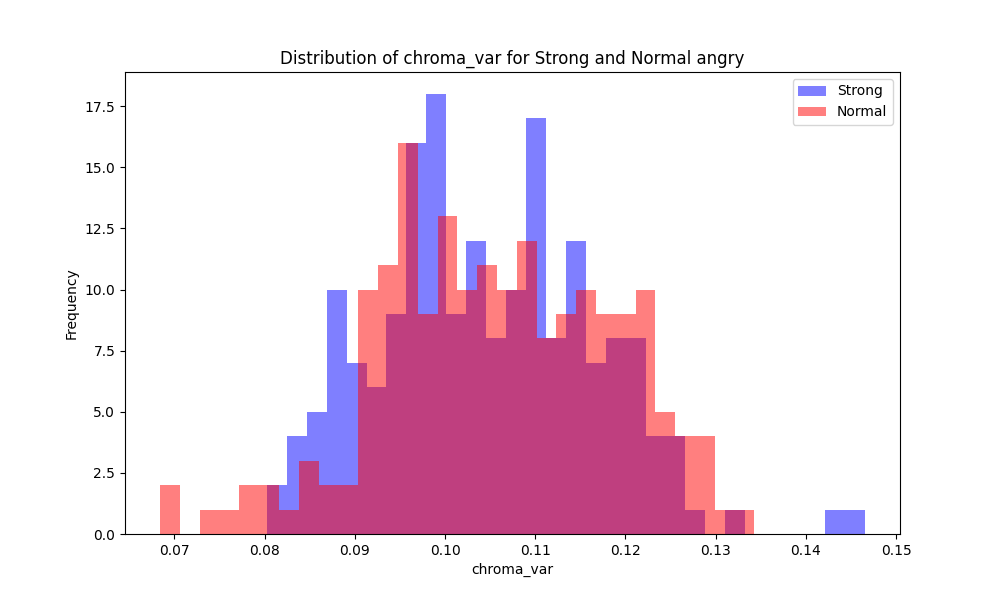 Distribution of chroma_var for Strong and Normal angry
Strong
Normal
17.5
15.0
12.5
10.0
7.5
5.0
2.5
0.0
Frequency
0.07 0.08 0.09 0.10 0.11 0.12 0.13 0.14 0.15
chroma_var